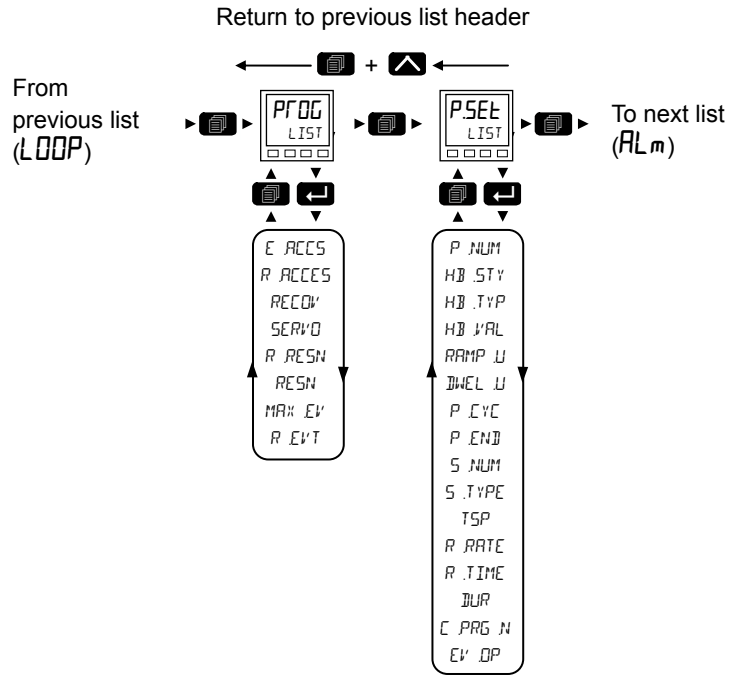 Return to previous list header
+
From
previous list
(LOOP)
PROG
LIST
P.SEt
LIST
To next list
(ALm)
E.ACCS
R.ACCES
RECOV
SERVO
R.RESN
RESN
MAX.EV
R.EVT
P.NUM
HB.STY
HB.TYP
HB.VAL
RAMP.U
DWEL.U
P.CYC
P.END
S.NUM
S.TYPE
TSP
R.RATE
R.TIME
DUR
C.PRG.N
EV.OP